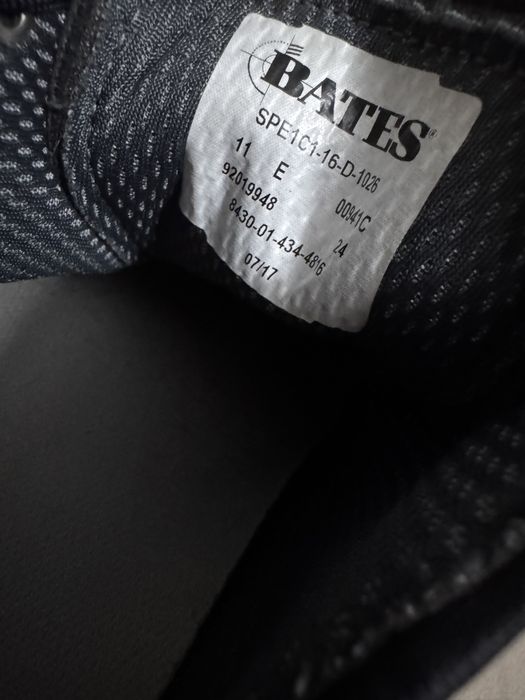 BATES®
SPE1C1-16-D-1026
11 E 00941C
92019948 24
8430-01-434-4816
07/17